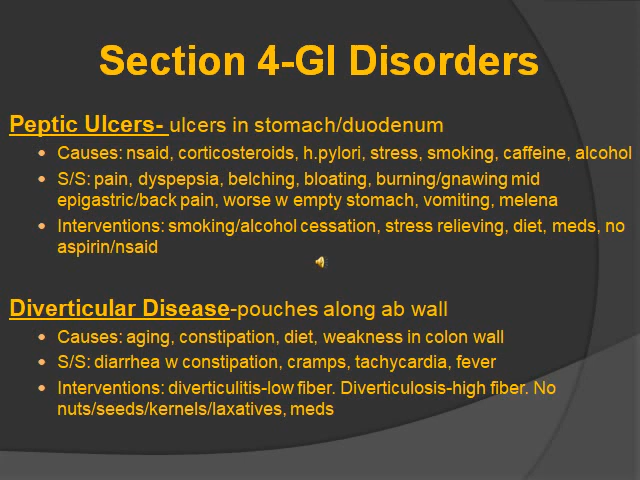 Section 4-GI Disorders
Peptic Ulcers- ulcers in stomach/duodenum
Causes: nsaid, corticosteroids, h.pylori, stress, smoking, caffeine, alcohol
S/S: pain, dyspepsia, belching, bloating, burning/gnawing mid
epigastric/back pain, worse w empty stomach, vomiting, melena
Interventions: smoking/alcohol cessation, stress relieving, diet, meds, no
aspirin/nsaid
Diverticular Disease-pouches along ab wall
Causes: aging, constipation, diet, weakness in colon wall
S/S: diarrhea w constipation, cramps, tachycardia, fever
Interventions: diverticulitis-low fiber. Diverticulosis-high fiber. No
nuts/seeds/kernels/laxatives, meds